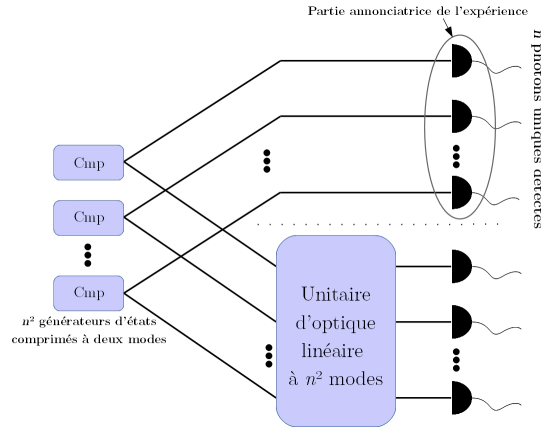 Partie annonciatrice de l'expérience
n photons uniques détectés
Cmp
Cmp
Cmp
n² générateurs d'états
comprimés à deux modes
Unitaire
d'optique
linéaire
à n² modes